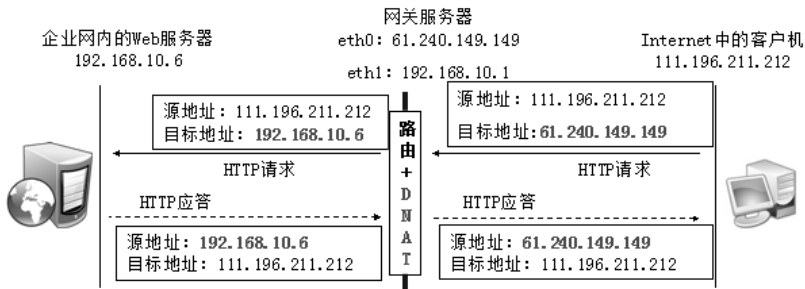 网关服务器
企业网内的Web服务器
eth0：61.240.149.149
Internet中的客户机
192.168.10.6
111.196.211.212
eth1：192.168.10.1
源地址：111.196.211.212
目标地址：192.168.10.6
源地址：111.196.211.212
目标地址:61.240.149.149
路由+DNAT
HTTP请求
HTTP请求
HTTP应答
HTTP应答
源地址：192.168.10.6
目标地址：111.196.211.212
源地址：61.240.149.149
目标地址：111.196.211.212